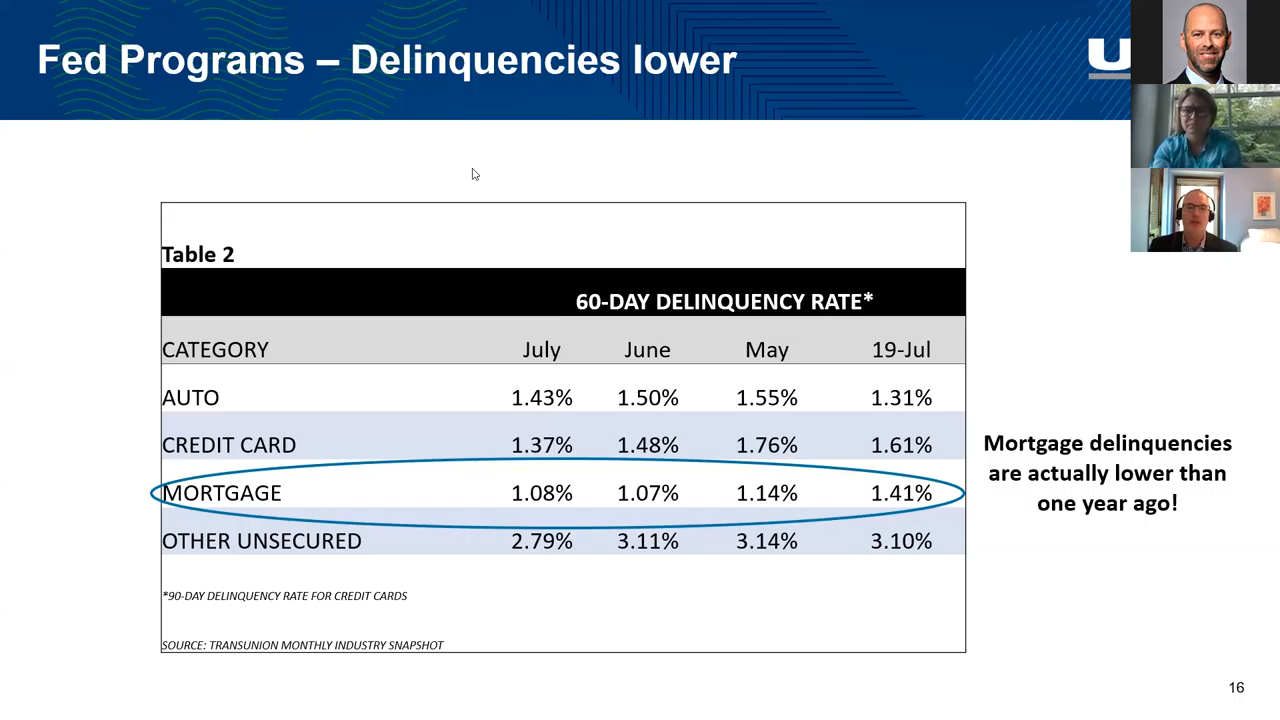 Fed Programs – Delinquencies lower
U
Table 2
60-DAY DELINQUENCY RATE*
CATEGORY July June May 19-Jul
AUTO 1.43% 1.50% 1.55% 1.31%
CREDIT CARD 1.37% 1.48% 1.76% 1.61%
MORTGAGE 1.08% 1.07% 1.14% 1.41%
OTHER UNSECURED 2.79% 3.11% 3.14% 3.10%
*90-DAY DELINQUENCY RATE FOR CREDIT CARDS
SOURCE: TRANSUNION MONTHLY INDUSTRY SNAPSHOT
Mortgage delinquencies
are actually lower than
one year ago!
16